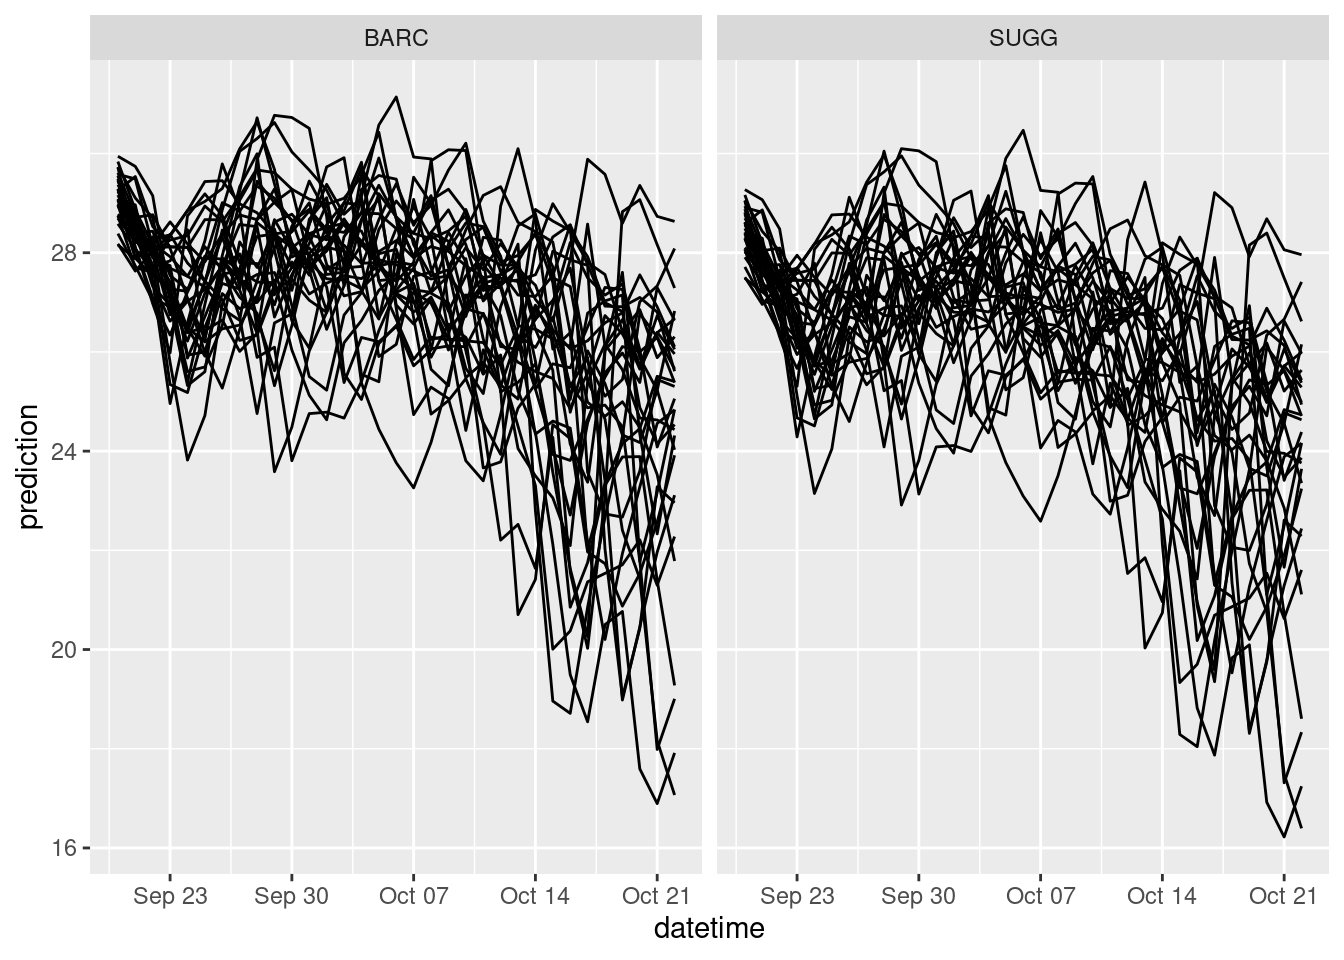 BARC
SUGG
prediction
28
24
20
16
Sep 23
Sep 30
Oct 07
Oct 14
Oct 21
Sep 23
Sep 30
Oct 07
Oct 14
Oct 21
datetime